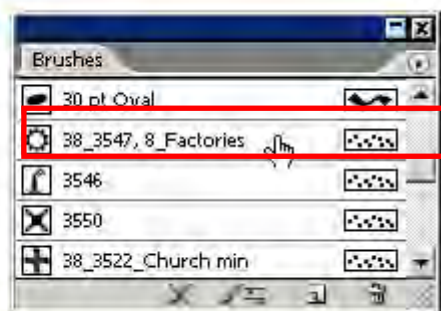 Brushes
30 pt Oval
38_3547, 8_Factories
3546
3550
38_3522_Church min